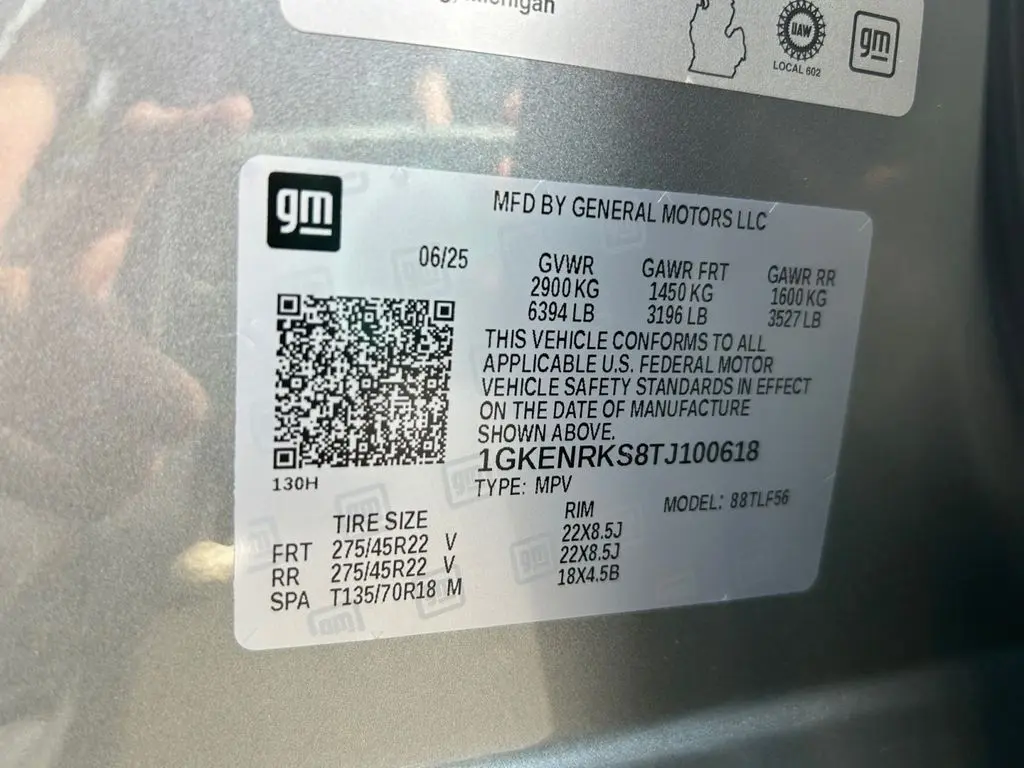 Michigan
UAW
LOCAL 602
gm
gm
MFD BY GENERAL MOTORS LLC
06/25
GVWR GAWR FRT GAWR RR
2900 KG 1450 KG 1600 KG
6394 LB 3196 LB 3527 LB
THIS VEHICLE CONFORMS TO ALL
APPLICABLE U.S. FEDERAL MOTOR
VEHICLE SAFETY STANDARDS IN EFFECT
ON THE DATE OF MANUFACTURE
SHOWN ABOVE.
1GKENRKS8TJ100618
130H
TYPE: MPV
MODEL: 88TLF56
TIRE SIZE RIM
FRT 275/45R22 V 22X8.5J
RR 275/45R22 V 22X8.5J
SPA T135/70R18 M 18X4.5B